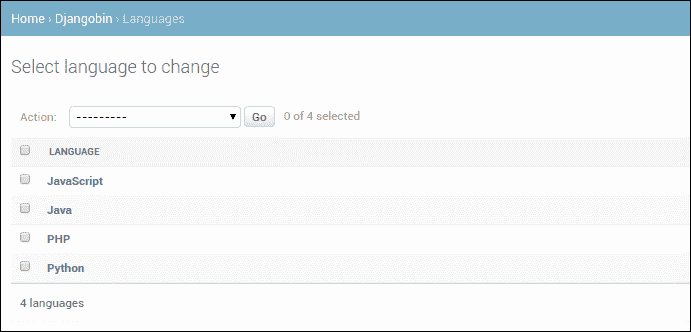 Home › Djangobin › Languages
Select language to change
Action: --------- Go 0 of 4 selected
LANGUAGE
JavaScript
Java
PHP
Python
4 languages